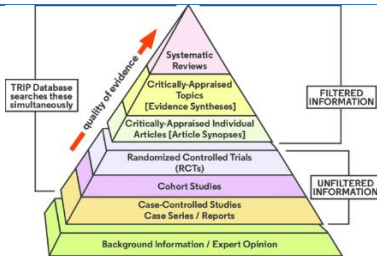 Systematic
Reviews
Critically-Appraised
Topics
[Evidence Syntheses]
Critically-Appraised Individual
Articles [Article Synopses]
Randomized Controlled Trials
(RCTs)
Cohort Studies
Case-Controlled Studies
Case Series / Reports
Background Information / Expert Opinion
quality of evidence
TRIP Database
searches these
simultaneously
FILTERED
INFORMATION
UNFILTERED
INFORMATION